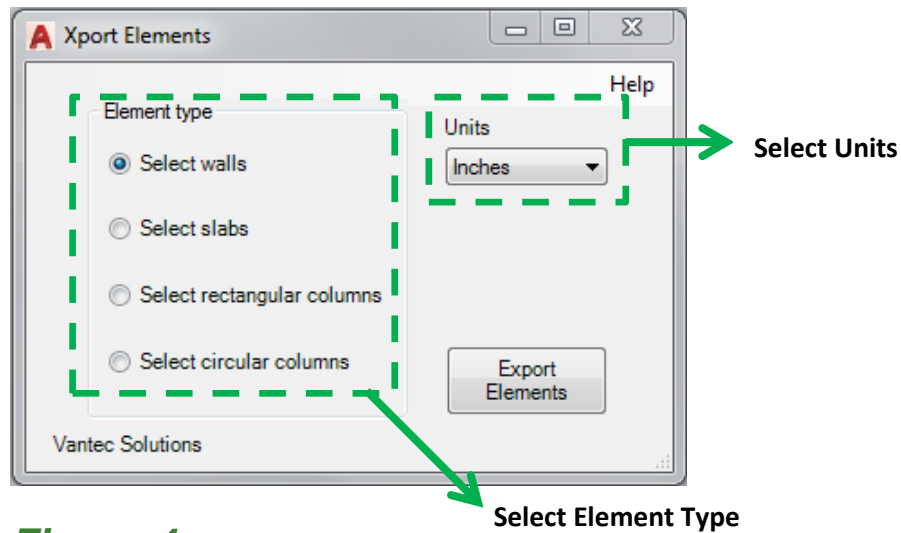 Xport Elements
Help
Element type
Units
Select walls
Inches
Select Units
Select slabs
Select rectangular columns
Select circular columns
Export
Elements
Vantec Solutions
Select Element Type